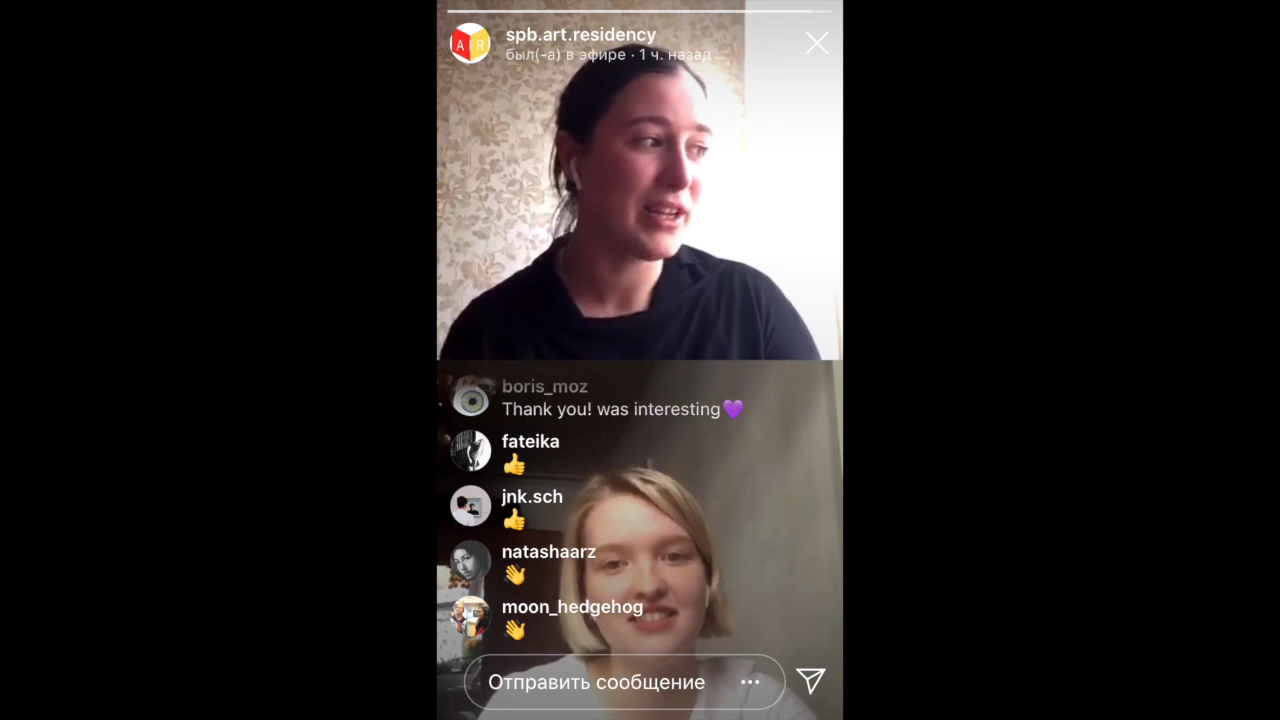 AIR
spb.art.residency
был(-а) в эфире · 1 ч. назад
boris_moz
Thank you! was interesting💜
fateika
👍
jnk.sch
👍
natashaarz
👋
moon_hedgehog
👋
Отправить сообщение